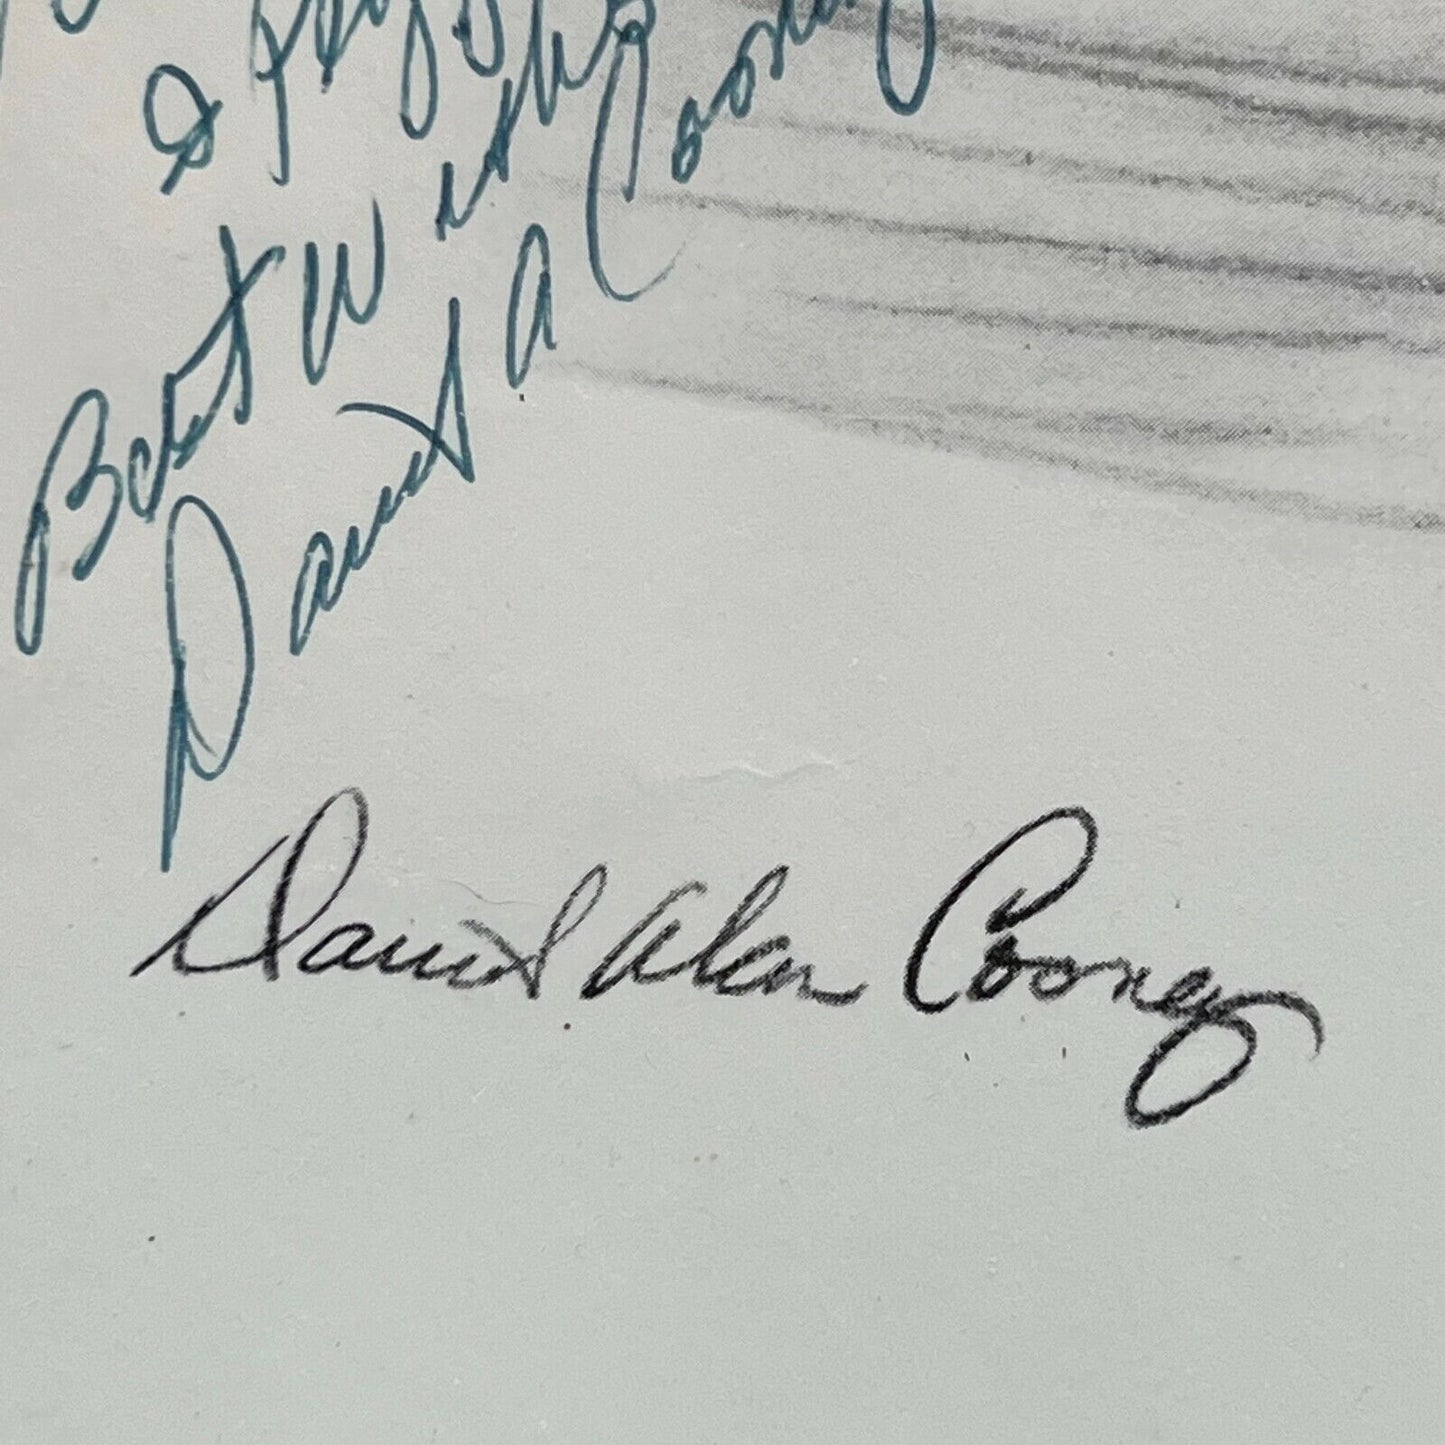 &
Best Wishes
David A Cooney
David Alan Cooney